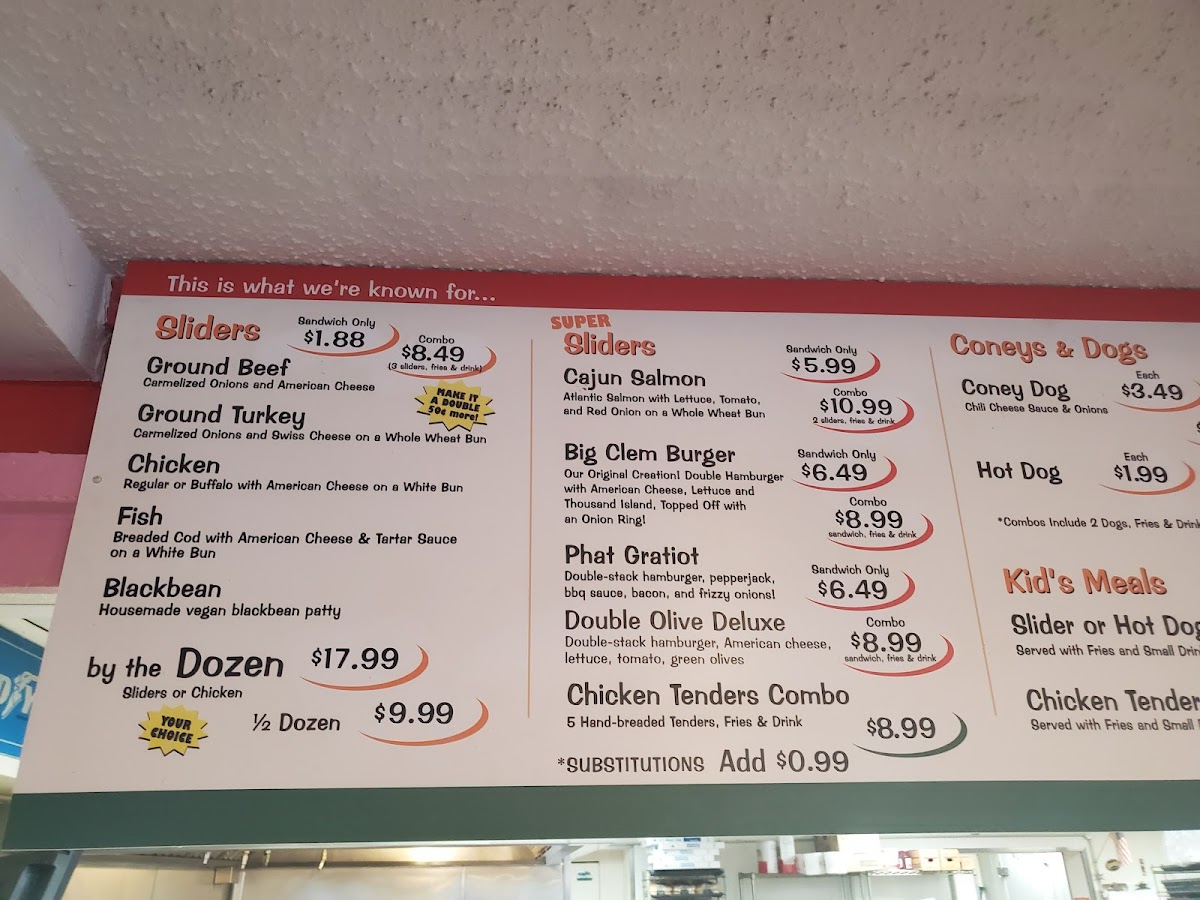 This is what we're known for...
Sliders
Sandwich Only
$1.88
Combo
$8.49
(3 sliders, fries & drink)
Ground Beef
Carmelized Onions and American Cheese
MAKE IT
A DOUBLE
50¢ more!
Ground Turkey
Carmelized Onions and Swiss Cheese on a Whole Wheat Bun
Chicken
Regular or Buffalo with American Cheese on a White Bun
Fish
Breaded Cod with American Cheese & Tartar Sauce
on a White Bun
Blackbean
Housemade vegan blackbean patty
by the Dozen $17.99
Sliders or Chicken
YOUR
CHOICE
½ Dozen $9.99
SUPER
Sliders
Sandwich Only
$5.99
Cajun Salmon
Atlantic Salmon with Lettuce, Tomato,
and Red Onion on a Whole Wheat Bun
Combo
$10.99
2 sliders, fries & drink
Big Clem Burger
Our Original Creation! Double Hamburger
with American Cheese, Lettuce and
Thousand Island, Topped Off with
an Onion Ring!
Sandwich Only
$6.49
Combo
$8.99
sandwich, fries & drink
Phat Gratiot
Double-stack hamburger, pepperjack,
bbq sauce, bacon, and frizzy onions!
Sandwich Only
$6.49
Double Olive Deluxe
Double-stack hamburger, American cheese,
lettuce, tomato, green olives
Combo
$8.99
sandwich, fries & drink
Chicken Tenders Combo
5 Hand-breaded Tenders, Fries & Drink
$8.99
*SUBSTITUTIONS Add $0.99
Coneys & Dogs
Coney Dog
Chili Cheese Sauce & Onions
Each
$3.49
Hot Dog
Each
$1.99
*Combos Include 2 Dogs, Fries & Drink
Kid's Meals
Slider or Hot Dog
Served with Fries and Small Drin
Chicken Tender
Served with Fries and Small